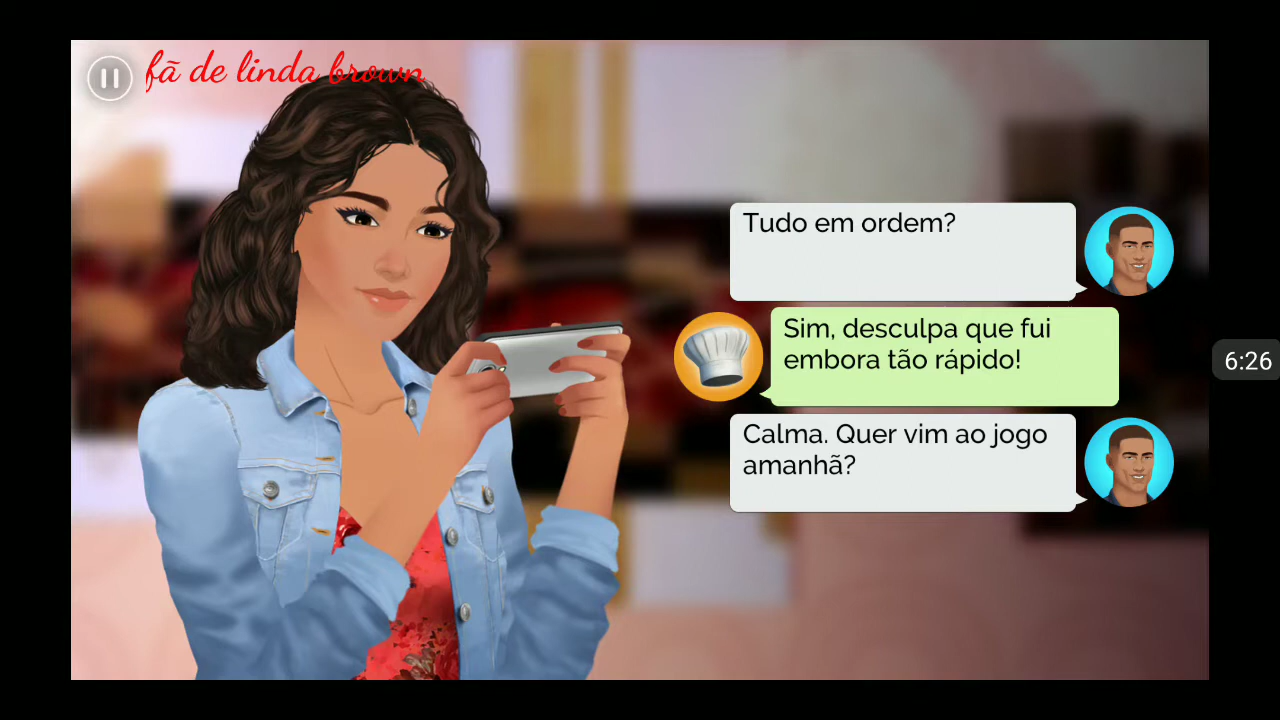 fã de linda brown
Tudo em ordem?
Sim, desculpa que fui
embora tão rápido!
6:26
Calma. Quer vim ao jogo
amanhã?